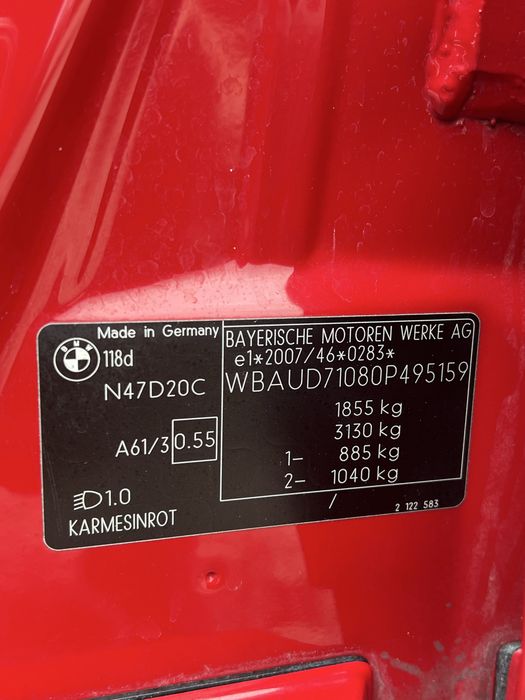 Made in Germany
BMW
118d
N47D20C
A61/3 0.55
1.0
KARMESINROT
BAYERISCHE MOTOREN WERKE AG
e1*2007/46*0283*
WBAUD71080P495159
1855 kg
3130 kg
1- 885 kg
2- 1040 kg
/
2 122 583